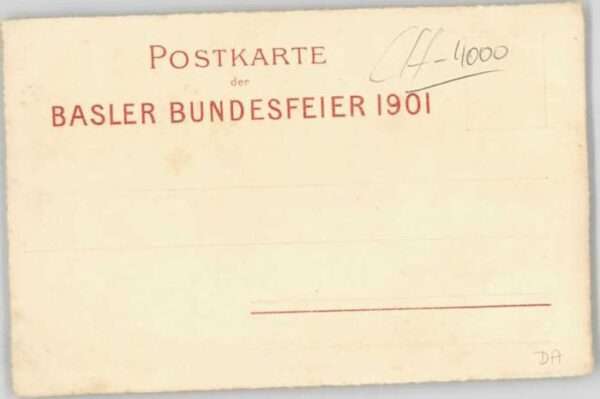 POSTKARTE
CH-4000
der
BASLER BUNDESFEIER 1901
DA